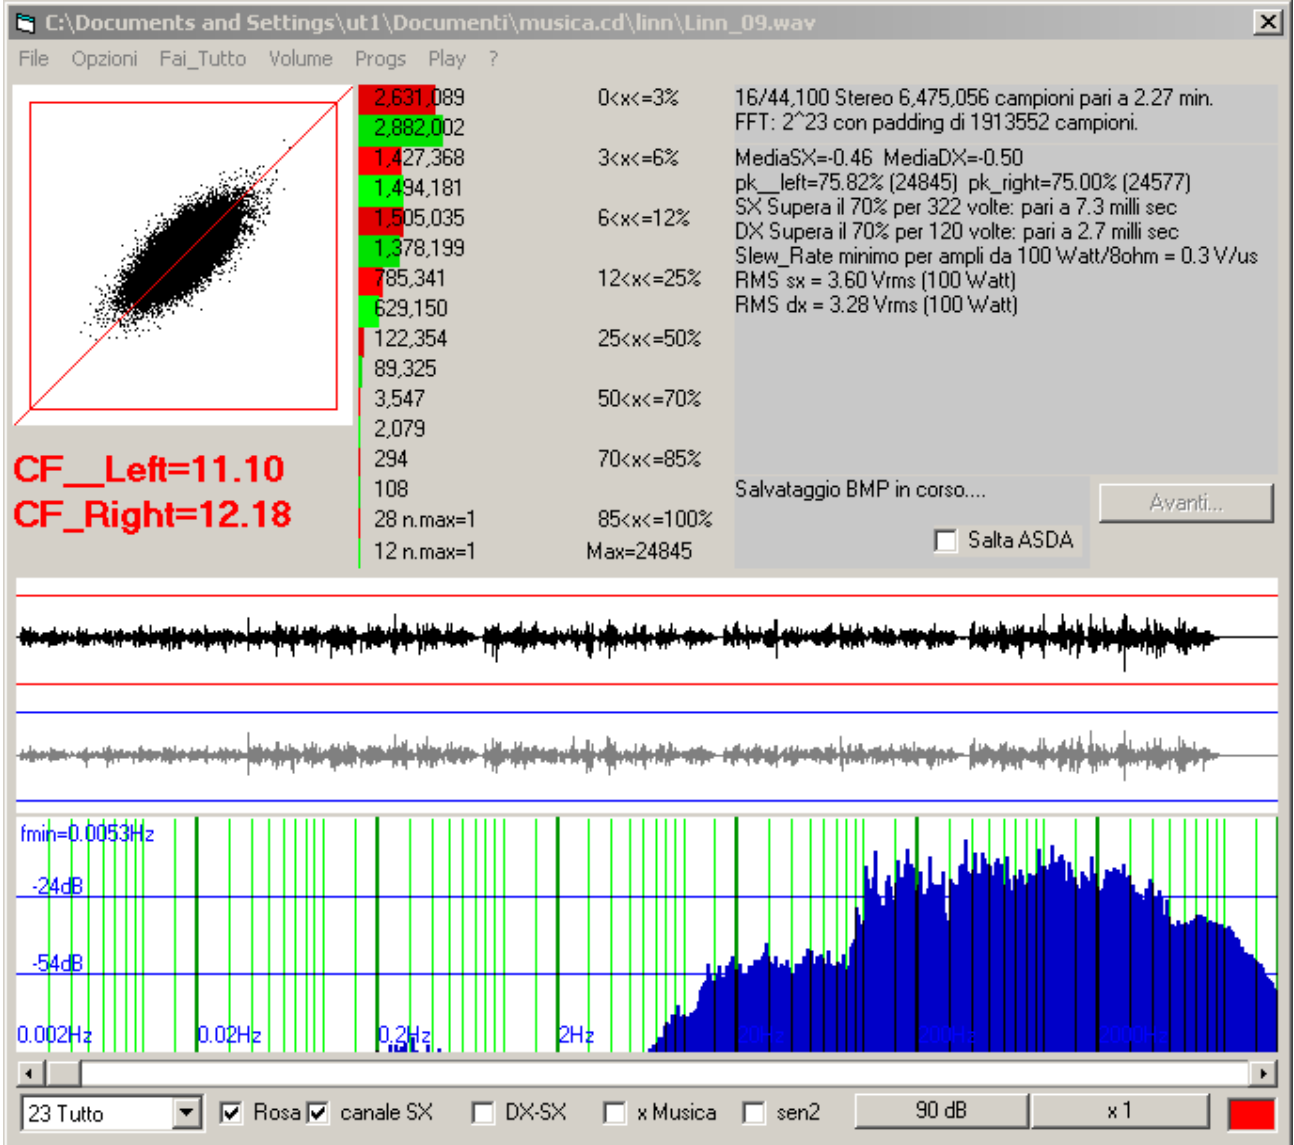 C:\Documents and Settings\ut1\Documenti\musica.cd\linn\Linn_09.wav
File Opzioni Fai_Tutto Volume Progs Play ?
2,631,089 0<x<=3%
2,882,002
1,427,368 3<x<=6%
1,494,181
1,505,035 6<x<=12%
1,378,199
785,341 12<x<=25%
629,150
122,354 25<x<=50%
89,325
3,547 50<x<=70%
2,079
294 70<x<=85%
108
28 n.max=1 85<x<=100%
12 n.max=1 Max=24845
16/44,100 Stereo 6,475,056 campioni pari a 2.27 min.
FFT: 2^23 con padding di 1913552 campioni.
MediaSX=-0.46 MediaDX=-0.50
pk__left=75.82% (24845) pk_right=75.00% (24577)
SX Supera il 70% per 322 volte: pari a 7.3 milli sec
DX Supera il 70% per 120 volte: pari a 2.7 milli sec
Slew_Rate minimo per ampli da 100 Watt/8ohm = 0.3 V/us
RMS sx = 3.60 Vrms (100 Watt)
RMS dx = 3.28 Vrms (100 Watt)
CF__Left=11.10
CF_Right=12.18
Salvataggio BMP in corso....
Avanti...
Salta ASDA
fmin=0.0053Hz
-24dB
-54dB
0.002Hz 0.02Hz 0.2Hz 2Hz 20Hz 200Hz 2000Hz
23 Tutto Rosa canale SX DX-SX x Musica sen2 90 dB x 1